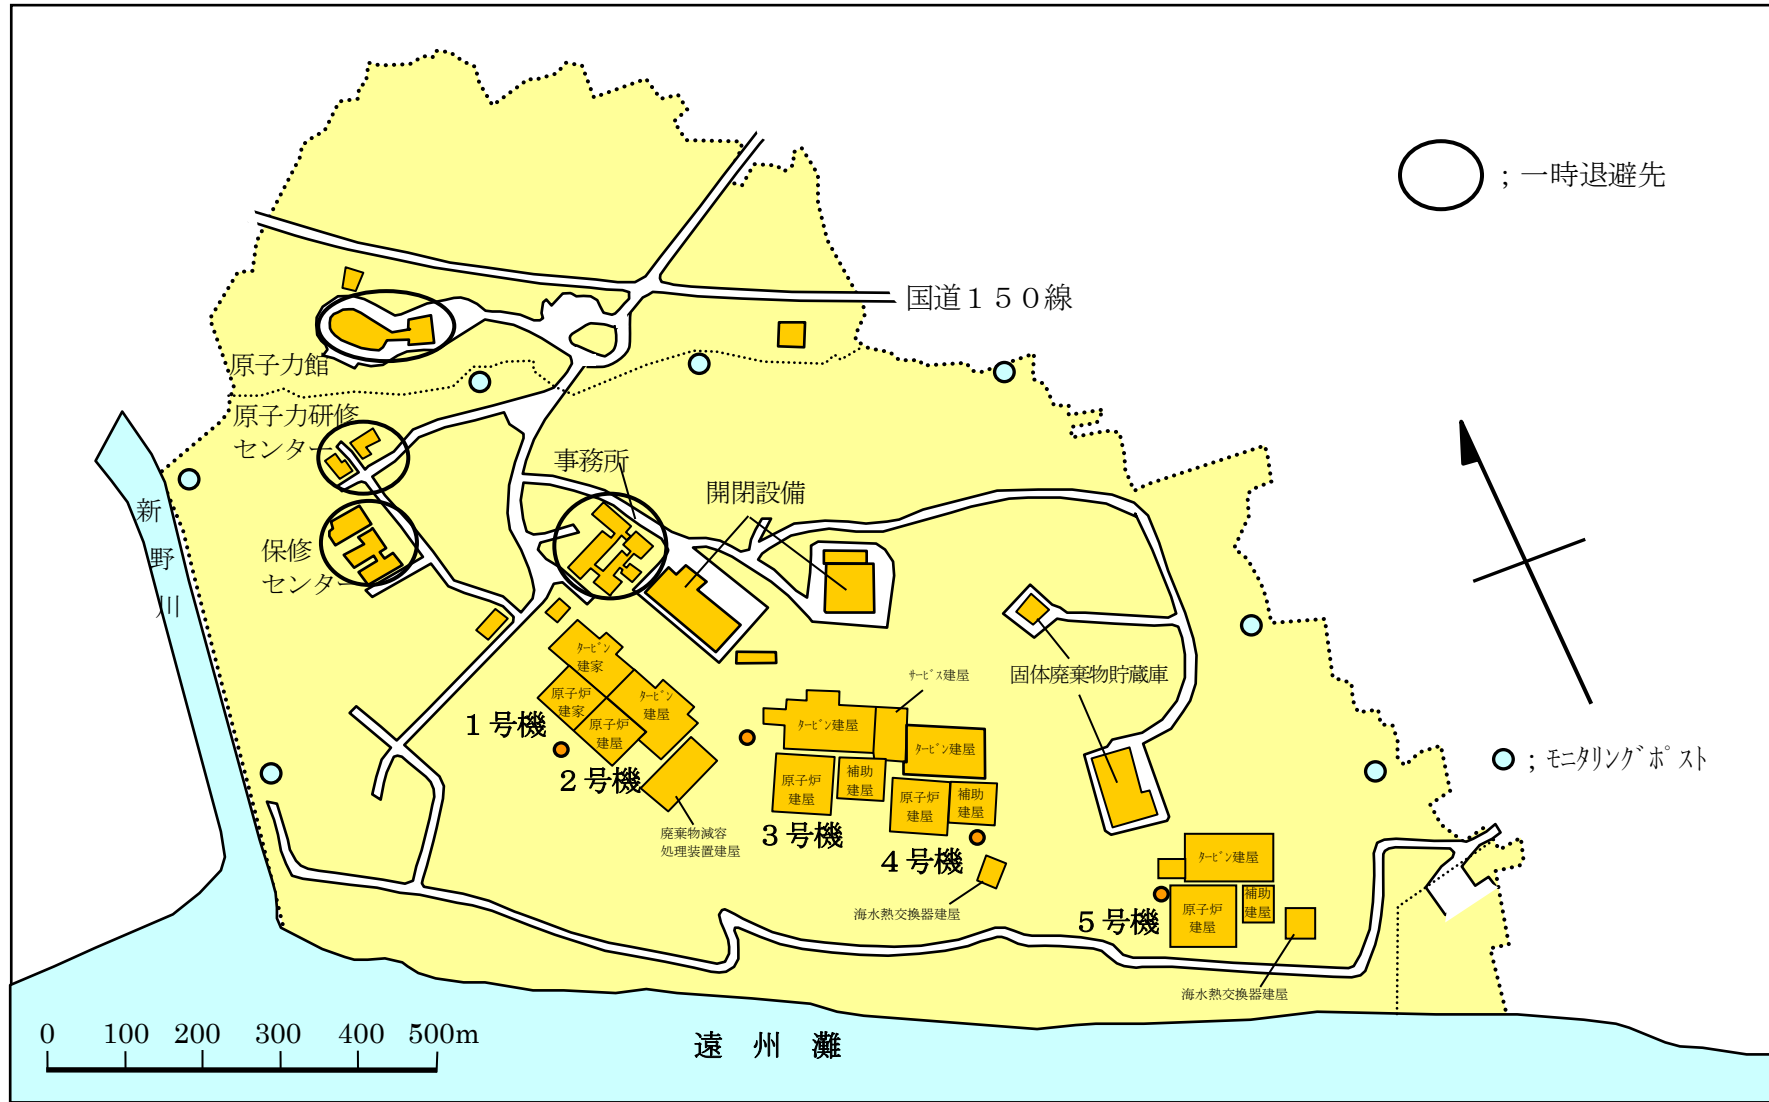 ；一時退避先
国道１５０線
原子力館
原子力研修
センター
事務所
開閉設備
新
野
川
保修
センター
ﾀｰﾋﾞﾝ
建家
原子炉
建家
ﾀｰﾋﾞﾝ
建屋
原子炉
建屋
１号機
２号機
廃棄物減容
処理装置建屋
ｻｰﾋﾞｽ建屋
固体廃棄物貯蔵庫
ﾀｰﾋﾞﾝ建屋
ﾀｰﾋﾞﾝ建屋
原子炉
建屋
補助
建屋
原子炉
建屋
補助
建屋
３号機
４号機
；ﾓﾆﾀﾘﾝｸﾞﾎﾟｽﾄ
海水熱交換器建屋
ﾀｰﾋﾞﾝ建屋
原子炉
建屋
補助
建屋
５号機
海水熱交換器建屋
0 100 200 300 400 500m
遠州灘